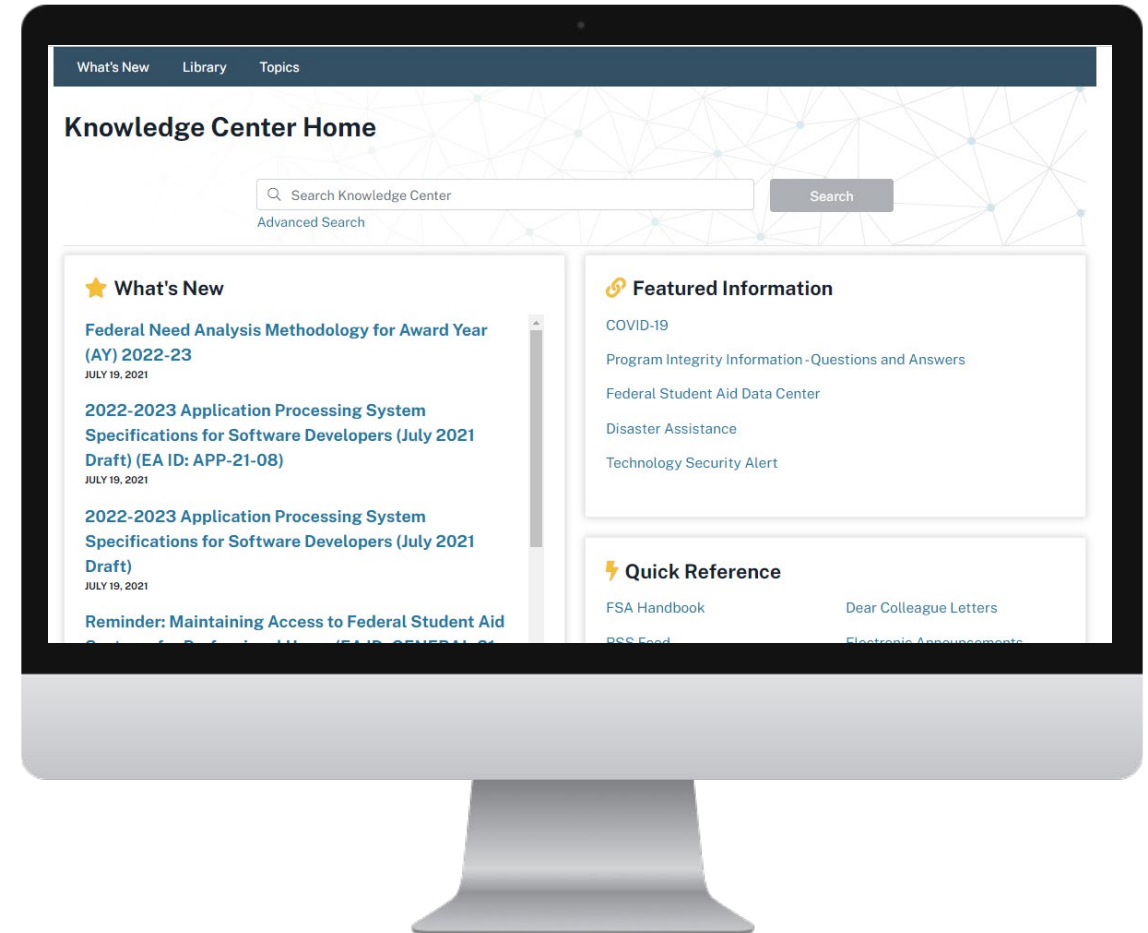 What's New Library Topics
Knowledge Center Home
Search Knowledge Center
Search
Advanced Search
What's New
Federal Need Analysis Methodology for Award Year
(AY) 2022-23
JULY 19, 2021
2022-2023 Application Processing System
Specifications for Software Developers (July 2021
Draft) (EA ID: APP-21-08)
JULY 19, 2021
2022-2023 Application Processing System
Specifications for Software Developers (July 2021
Draft)
JULY 19, 2021
Reminder: Maintaining Access to Federal Student Aid
Featured Information
COVID-19
Program Integrity Information - Questions and Answers
Federal Student Aid Data Center
Disaster Assistance
Technology Security Alert
Quick Reference
FSA Handbook
Dear Colleague Letters
RSS Feed
Electronic Announcements